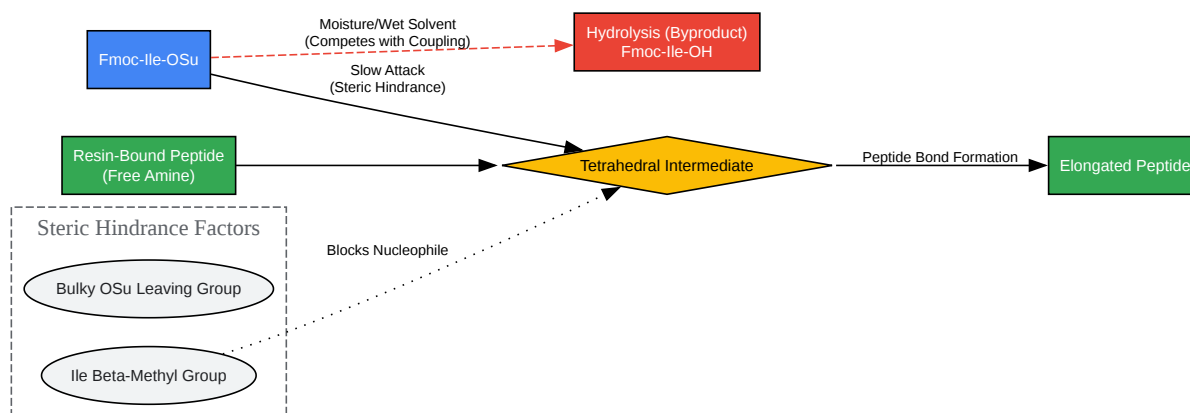 Fmoc-Ile-OSu
Moisture/Wet Solvent
(Competes with Coupling)
Hydrolysis (Byproduct)
Fmoc-Ile-OH
Slow Attack
(Steric Hindrance)
Resin-Bound Peptide
(Free Amine)
Tetrahedral Intermediate
Peptide Bond Formation
Elongated Peptide
Steric Hindrance Factors
Blocks Nucleophile
Bulky OSu Leaving Group
Ile Beta-Methyl Group